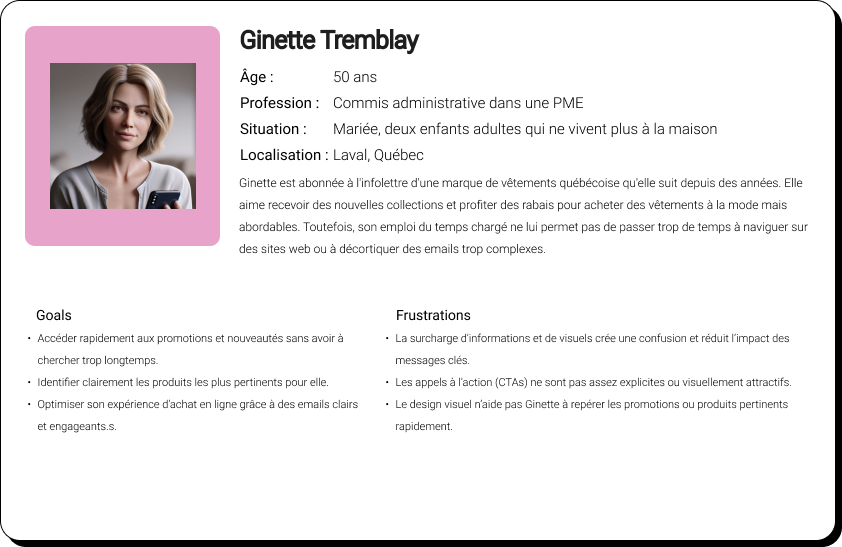 Ginette Tremblay
Âge : 50 ans
Profession : Commis administrative dans une PME
Situation : Mariée, deux enfants adultes qui ne vivent plus à la maison
Localisation : Laval, Québec
Ginette est abonnée à l'infolettre d'une marque de vêtements québécoise qu'elle suit depuis des années. Elle
aime recevoir des nouvelles collections et profiter des rabais pour acheter des vêtements à la mode mais
abordables. Toutefois, son emploi du temps chargé ne lui permet pas de passer trop de temps à naviguer sur
des sites web ou à décortiquer des emails trop complexes.
Goals
• Accéder rapidement aux promotions et nouveautés sans avoir à
chercher trop longtemps.
• Identifier clairement les produits les plus pertinents pour elle.
• Optimiser son expérience d'achat en ligne grâce à des emails clairs
et engageants.s.
Frustrations
• La surcharge d'informations et de visuels crée une confusion et réduit l'impact des
messages clés.
• Les appels à l'action (CTAs) ne sont pas assez explicites ou visuellement attractifs.
• Le design visuel n'aide pas Ginette à repérer les promotions ou produits pertinents
rapidement.